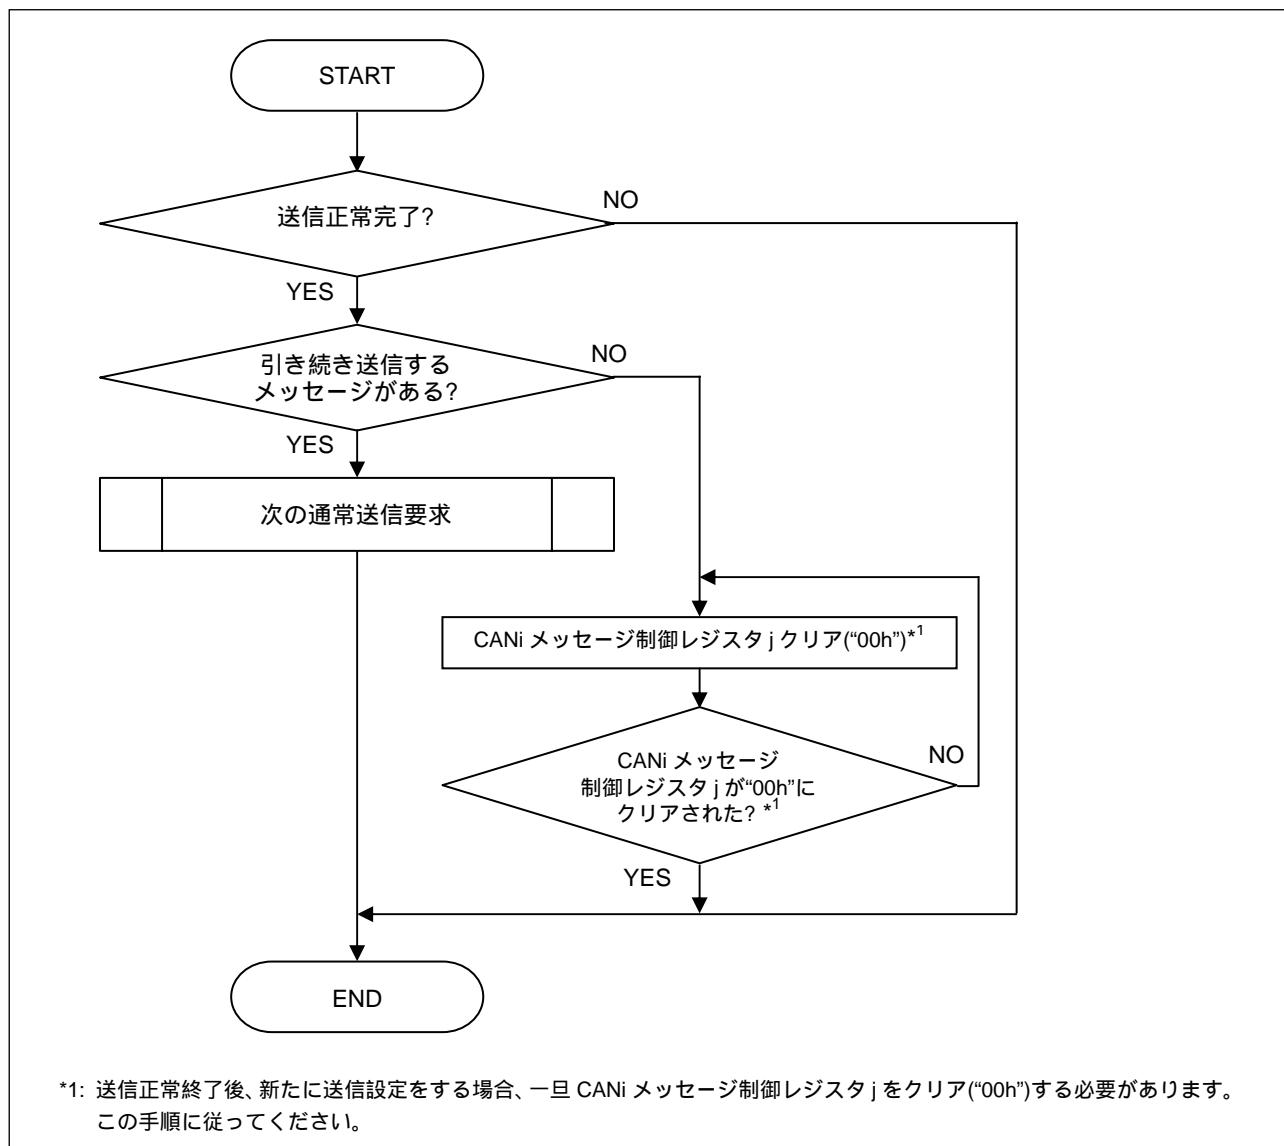 START
送信正常完了?
NO
YES
引き続き送信する
メッセージがある?
NO
YES
次の通常送信要求
CANi メッセージ制御レジスタ j クリア(“00h”)*1
CANi メッセージ
制御レジスタ j が“00h”に
クリアされた? *1
NO
YES
END
*1: 送信正常終了後、新たに送信設定をする場合、一旦 CANi メッセージ制御レジスタ j をクリア(“00h”)する必要があります。
この手順に従ってください。